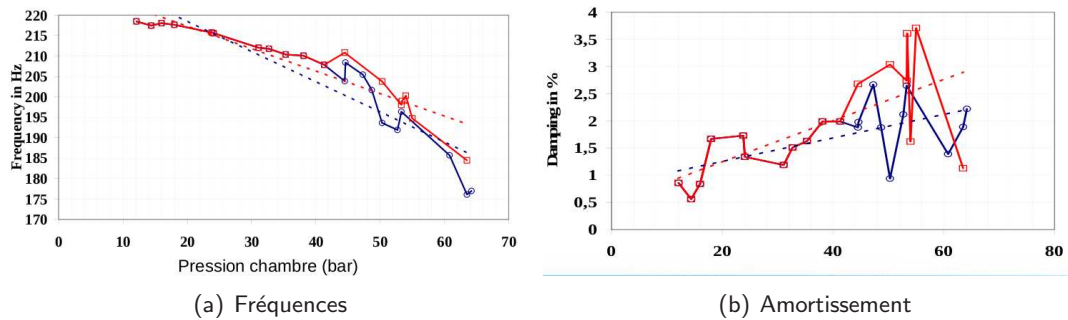 220
215
210
205
200
195
190
185
180
175
170
Frequency in Hz
0 10 20 30 40 50 60 70
Pression chambre (bar)
(a) Fréquences
4
3,5
3
2,5
2
1,5
1
0,5
0
Damping in %
0 20 40 60 80
(b) Amortissement